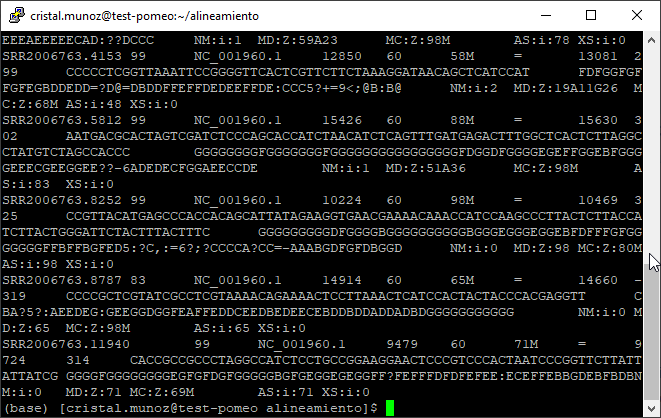 cristal.munoz@test-pomeo:~/alineamiento
EEEAEEEEECAD:??DCCC     NM:i:1  MD:Z:59A23      MC:Z:98M        AS:i:78 XS:i:0
SRR2006763.4153 99      NC_001960.1     12850   60      58M     =       13081   2
99      CCCCCTCGGTTAAATTCCGGGGTTCACTCGTTCTTCTAAAGGATAACAGCTCATCCAT      FDFGGFGF
FGFEGBDDEDD=?D@=DBDDFFEFFDEDEEFFDE:CCC5?+=9<;@B:B@      NM:i:2  MD:Z:19A11G26  M
C:Z:68M AS:i:48 XS:i:0
SRR2006763.5812 99      NC_001960.1     15426   60      88M     =       15630   3
02      AATGACGCACTAGTCGATCTCCCAGCACCATCTAACATCTCAGTTTGATGAGACTTTGGCTCACTCTTAGGC
CTATGTCTAGCCACCC        GGGGGGGGFGGGGGGGFGGGGGGGGGGGGGGGGFDGGDFGGGGEGEFFGGEBFGGG
GEEECGEEGGEE??-6ADEDECFGGAEECCDE        NM:i:1  MD:Z:51A36      MC:Z:98M        A
S:i:83  XS:i:0
SRR2006763.8252 99      NC_001960.1     10224   60      98M     =       10469   3
25      CCGTTACATGAGCCCACCACAGCATTATAGAAGGTGAACGAAAACAAACCATCCAAGCCCTTACTCTTACCA
TCTTACTGGGATTCTACTTTACTTTC      GGGGGGGGGDFGGGGBGGGGGGGGGGBGGGEGGGEGGEBFDFFFGFGG
GGGGGFFBFFBGFED5:?C,:=6?;?CCCCA?CC=-AAABGDFGFDBGGD      NM:i:0  MD:Z:98 MC:Z:80M
AS:i:98 XS:i:0
SRR2006763.8787 83      NC_001960.1     14914   60      65M     =       14660   -
319     CCCCGCTCGTATCGCCTCGTAAAACAGAAAACTCCTTAAACTCATCCACTACTACCCACGAGGTT       C
BA?5?:AEEDEG:GEEGGDGGFEAFFEDDCEEDBEDEECEBDDBDDADDADBDGGGGGGGGGGG        NM:i:0 M
D:Z:65  MC:Z:98M        AS:i:65 XS:i:0
SRR2006763.11940        99      NC_001960.1     9479    60      71M     =       9
724     314     CACCGCCGCCCTAGGCCATCTCCTGCCGGAAGGAACTCCCGTCCCACTAATCCCGGTTCTTATT
ATTATCG GGGGFGGGGGGGGEGFGFDGFGGGGGBGFGEGGEGEGGFF?FEFFFDFDFEFEE:ECEFFEBBGDEBFBDBN
M:i:0   MD:Z:71 MC:Z:69M        AS:i:71 XS:i:0
(base) [cristal.munoz@test-pomeo alineamiento]$